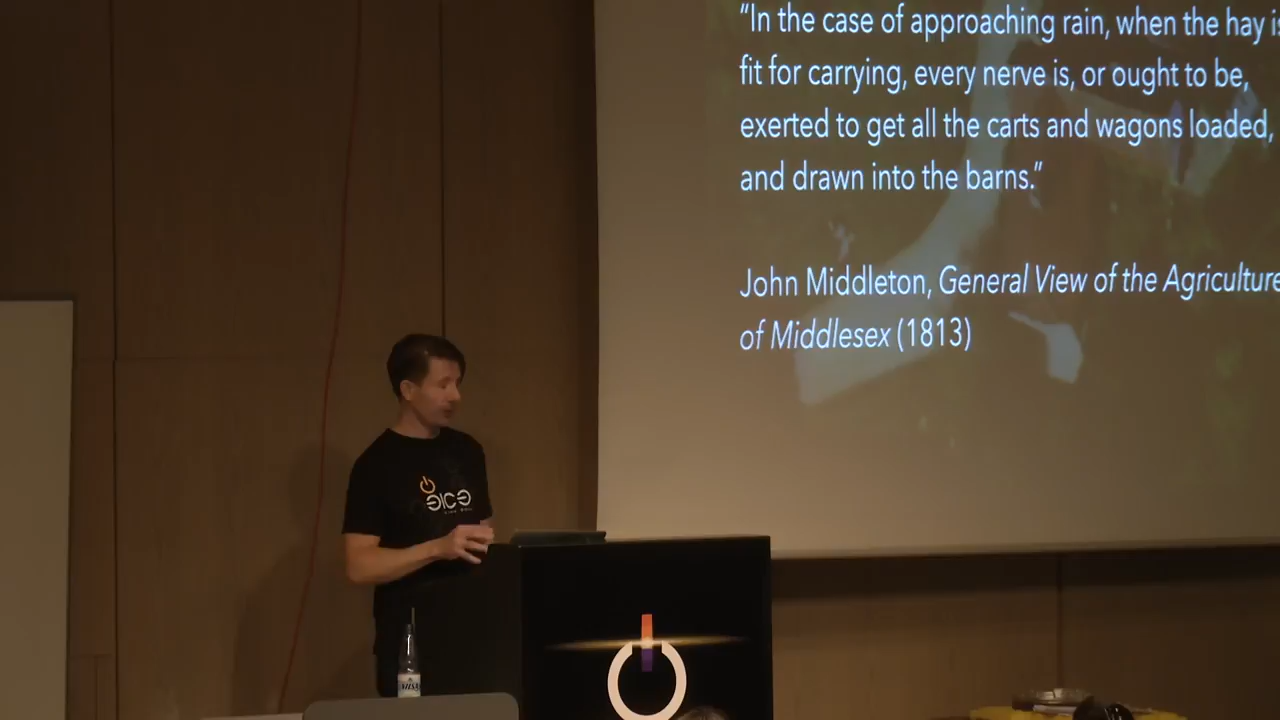 “In the case of approaching rain, when the hay is
fit for carrying, every nerve is, or ought to be,
exerted to get all the carts and wagons loaded,
and drawn into the barns.”
John Middleton, General View of the Agriculture
of Middlesex (1813)